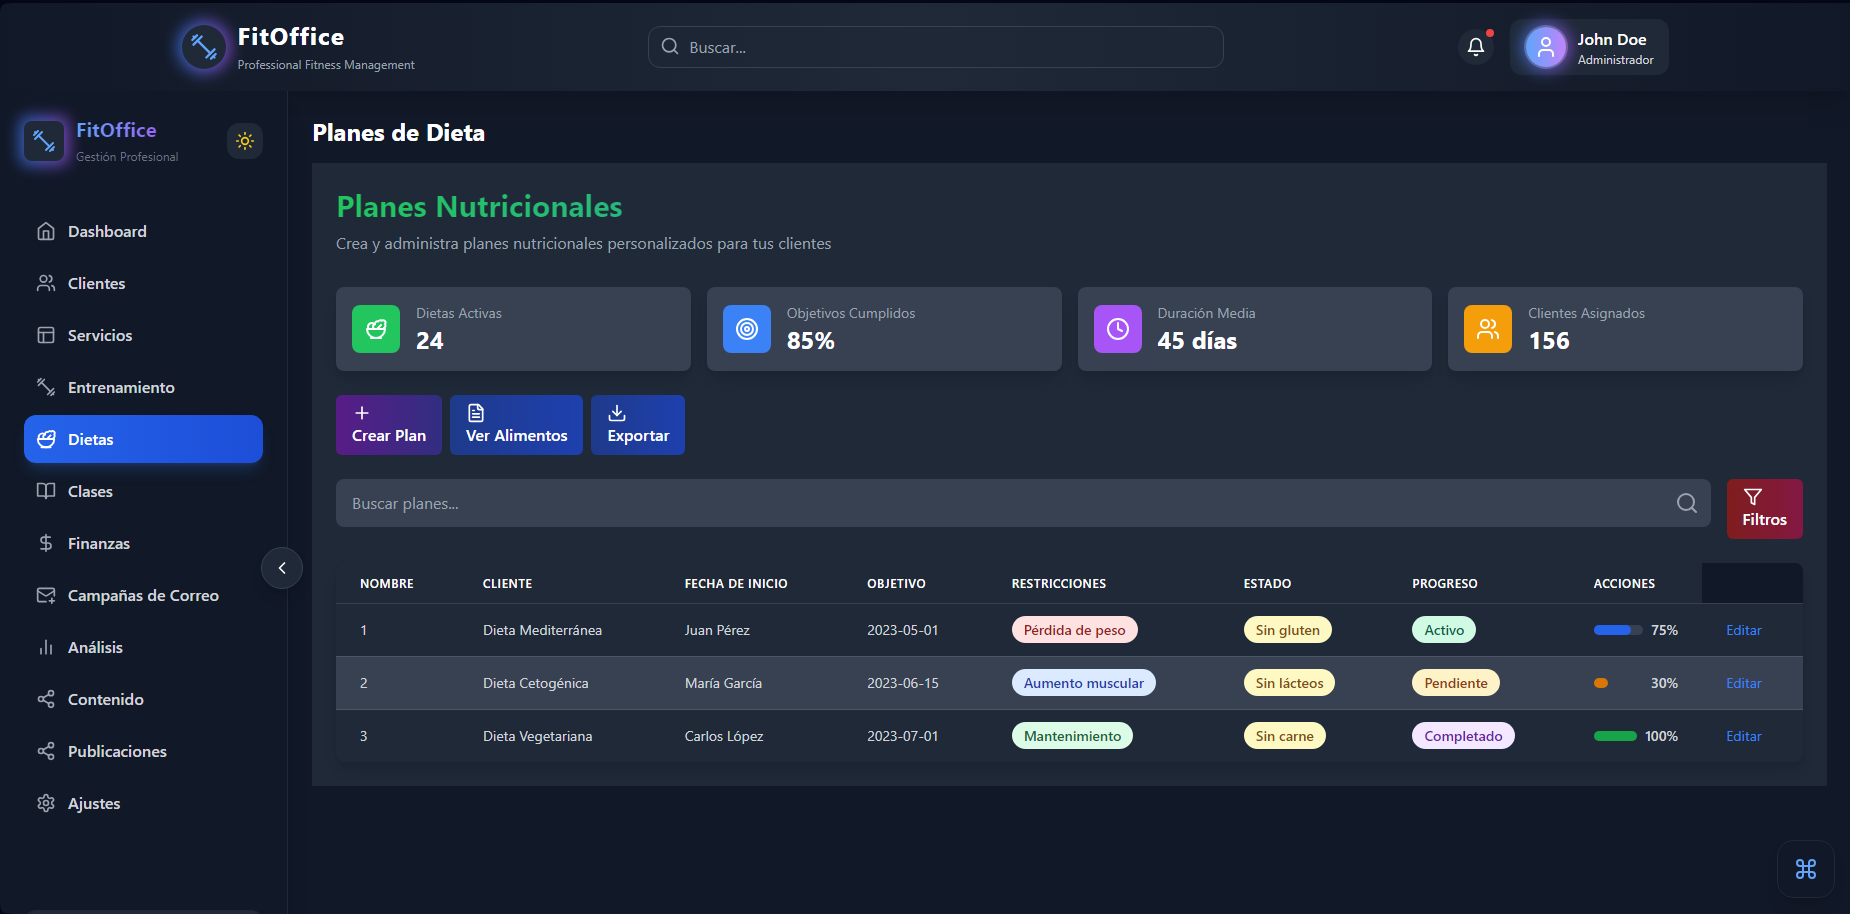 FitOffice
Professional Fitness Management
Buscar...
John Doe
Administrador
FitOffice
Gestión Profesional
Dashboard
Clientes
Servicios
Entrenamiento
Dietas
Clases
Finanzas
Campañas de Correo
Análisis
Contenido
Publicaciones
Ajustes
Planes de Dieta
Planes Nutricionales
Crea y administra planes nutricionales personalizados para tus clientes
Dietas Activas
24
Objetivos Cumplidos
85%
Duración Media
45 días
Clientes Asignados
156
Crear Plan
Ver Alimentos
Exportar
Buscar planes...
Filtros
NOMBRE CLIENTE FECHA DE INICIO OBJETIVO RESTRICCIONES ESTADO PROGRESO ACCIONES
1 Dieta Mediterránea Juan Pérez 2023-05-01 Pérdida de peso Sin gluten Activo 75% Editar
2 Dieta Cetogénica María García 2023-06-15 Aumento muscular Sin lácteos Pendiente 30% Editar
3 Dieta Vegetariana Carlos López 2023-07-01 Mantenimiento Sin carne Completado 100% Editar